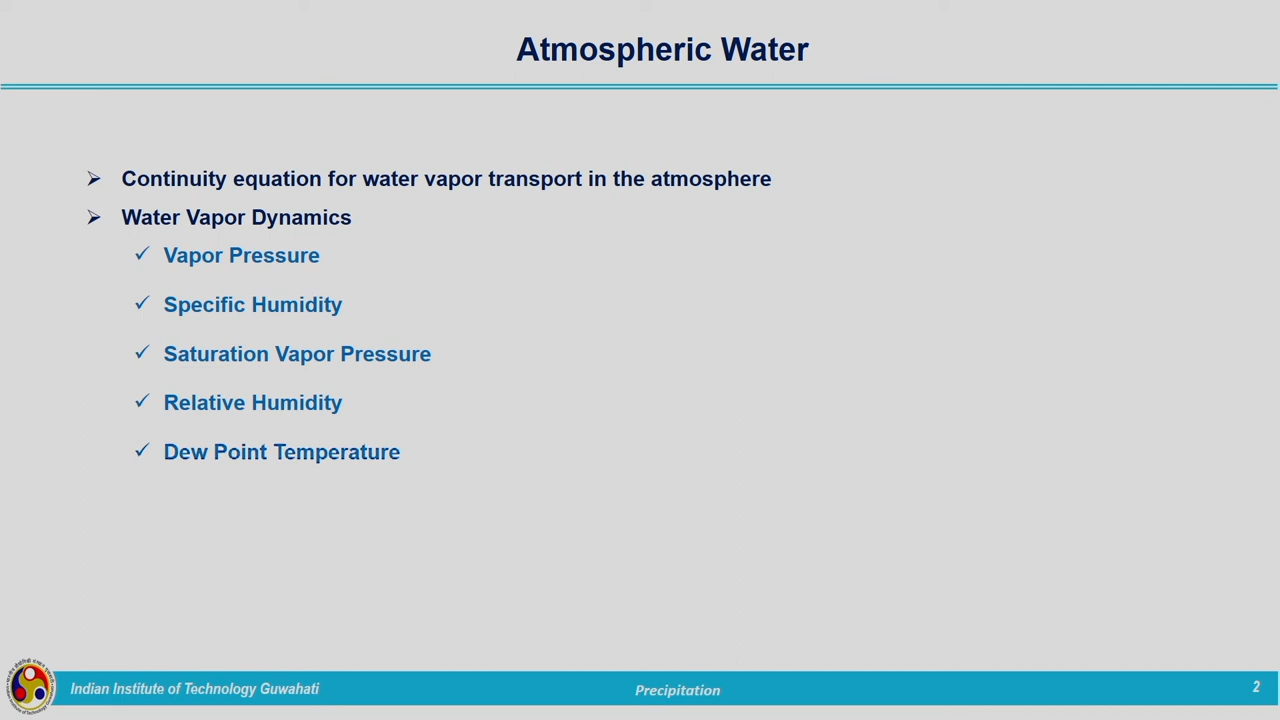 Atmospheric Water
Continuity equation for water vapor transport in the atmosphere
Water Vapor Dynamics
Vapor Pressure
Specific Humidity
Saturation Vapor Pressure
Relative Humidity
Dew Point Temperature
Indian Institute of Technology Guwahati
Precipitation
2